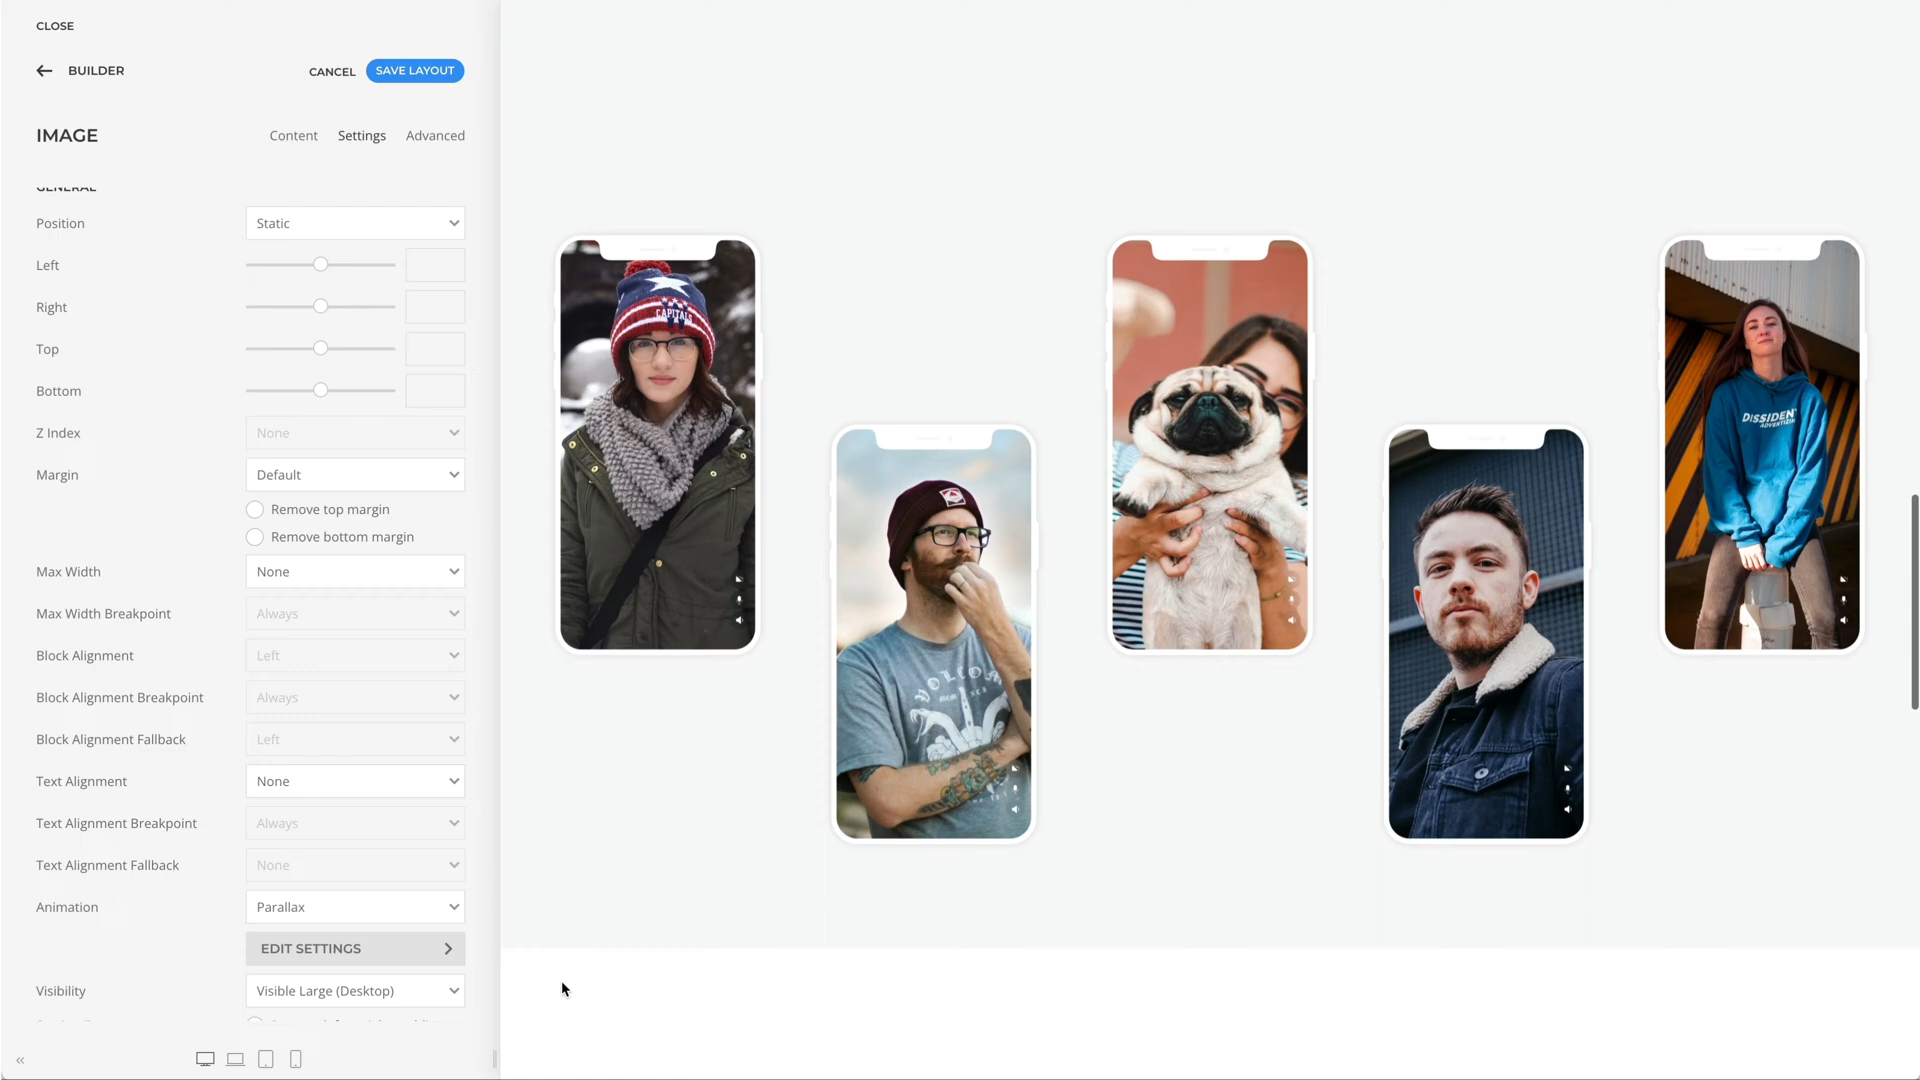 CLOSE
BUILDER
CANCEL
SAVE LAYOUT
IMAGE
Content
Settings
Advanced
GENERAL
Position
Static
Left
Right
Top
Bottom
Z Index
None
Margin
Default
Remove top margin
Remove bottom margin
Max Width
None
Max Width Breakpoint
Always
Block Alignment
Left
Block Alignment Breakpoint
Always
Block Alignment Fallback
Left
Text Alignment
None
Text Alignment Breakpoint
Always
Text Alignment Fallback
None
Animation
Parallax
EDIT SETTINGS
Visibility
Visible Large (Desktop)
CAPITALS
VOLCOM
DISSIDENT
ADVERTIZIN